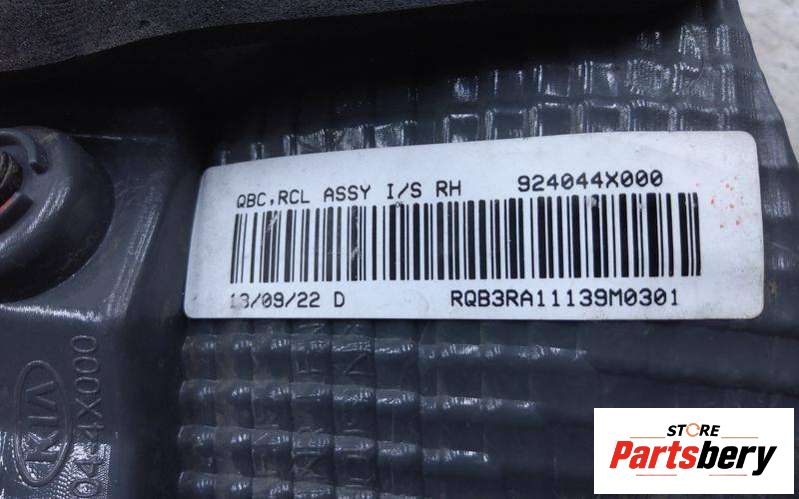 QBC,RCL ASSY I/S RH 924044X000
13/09/22 D RQB3RA11139M0301
KIA
STORE
Partsbery